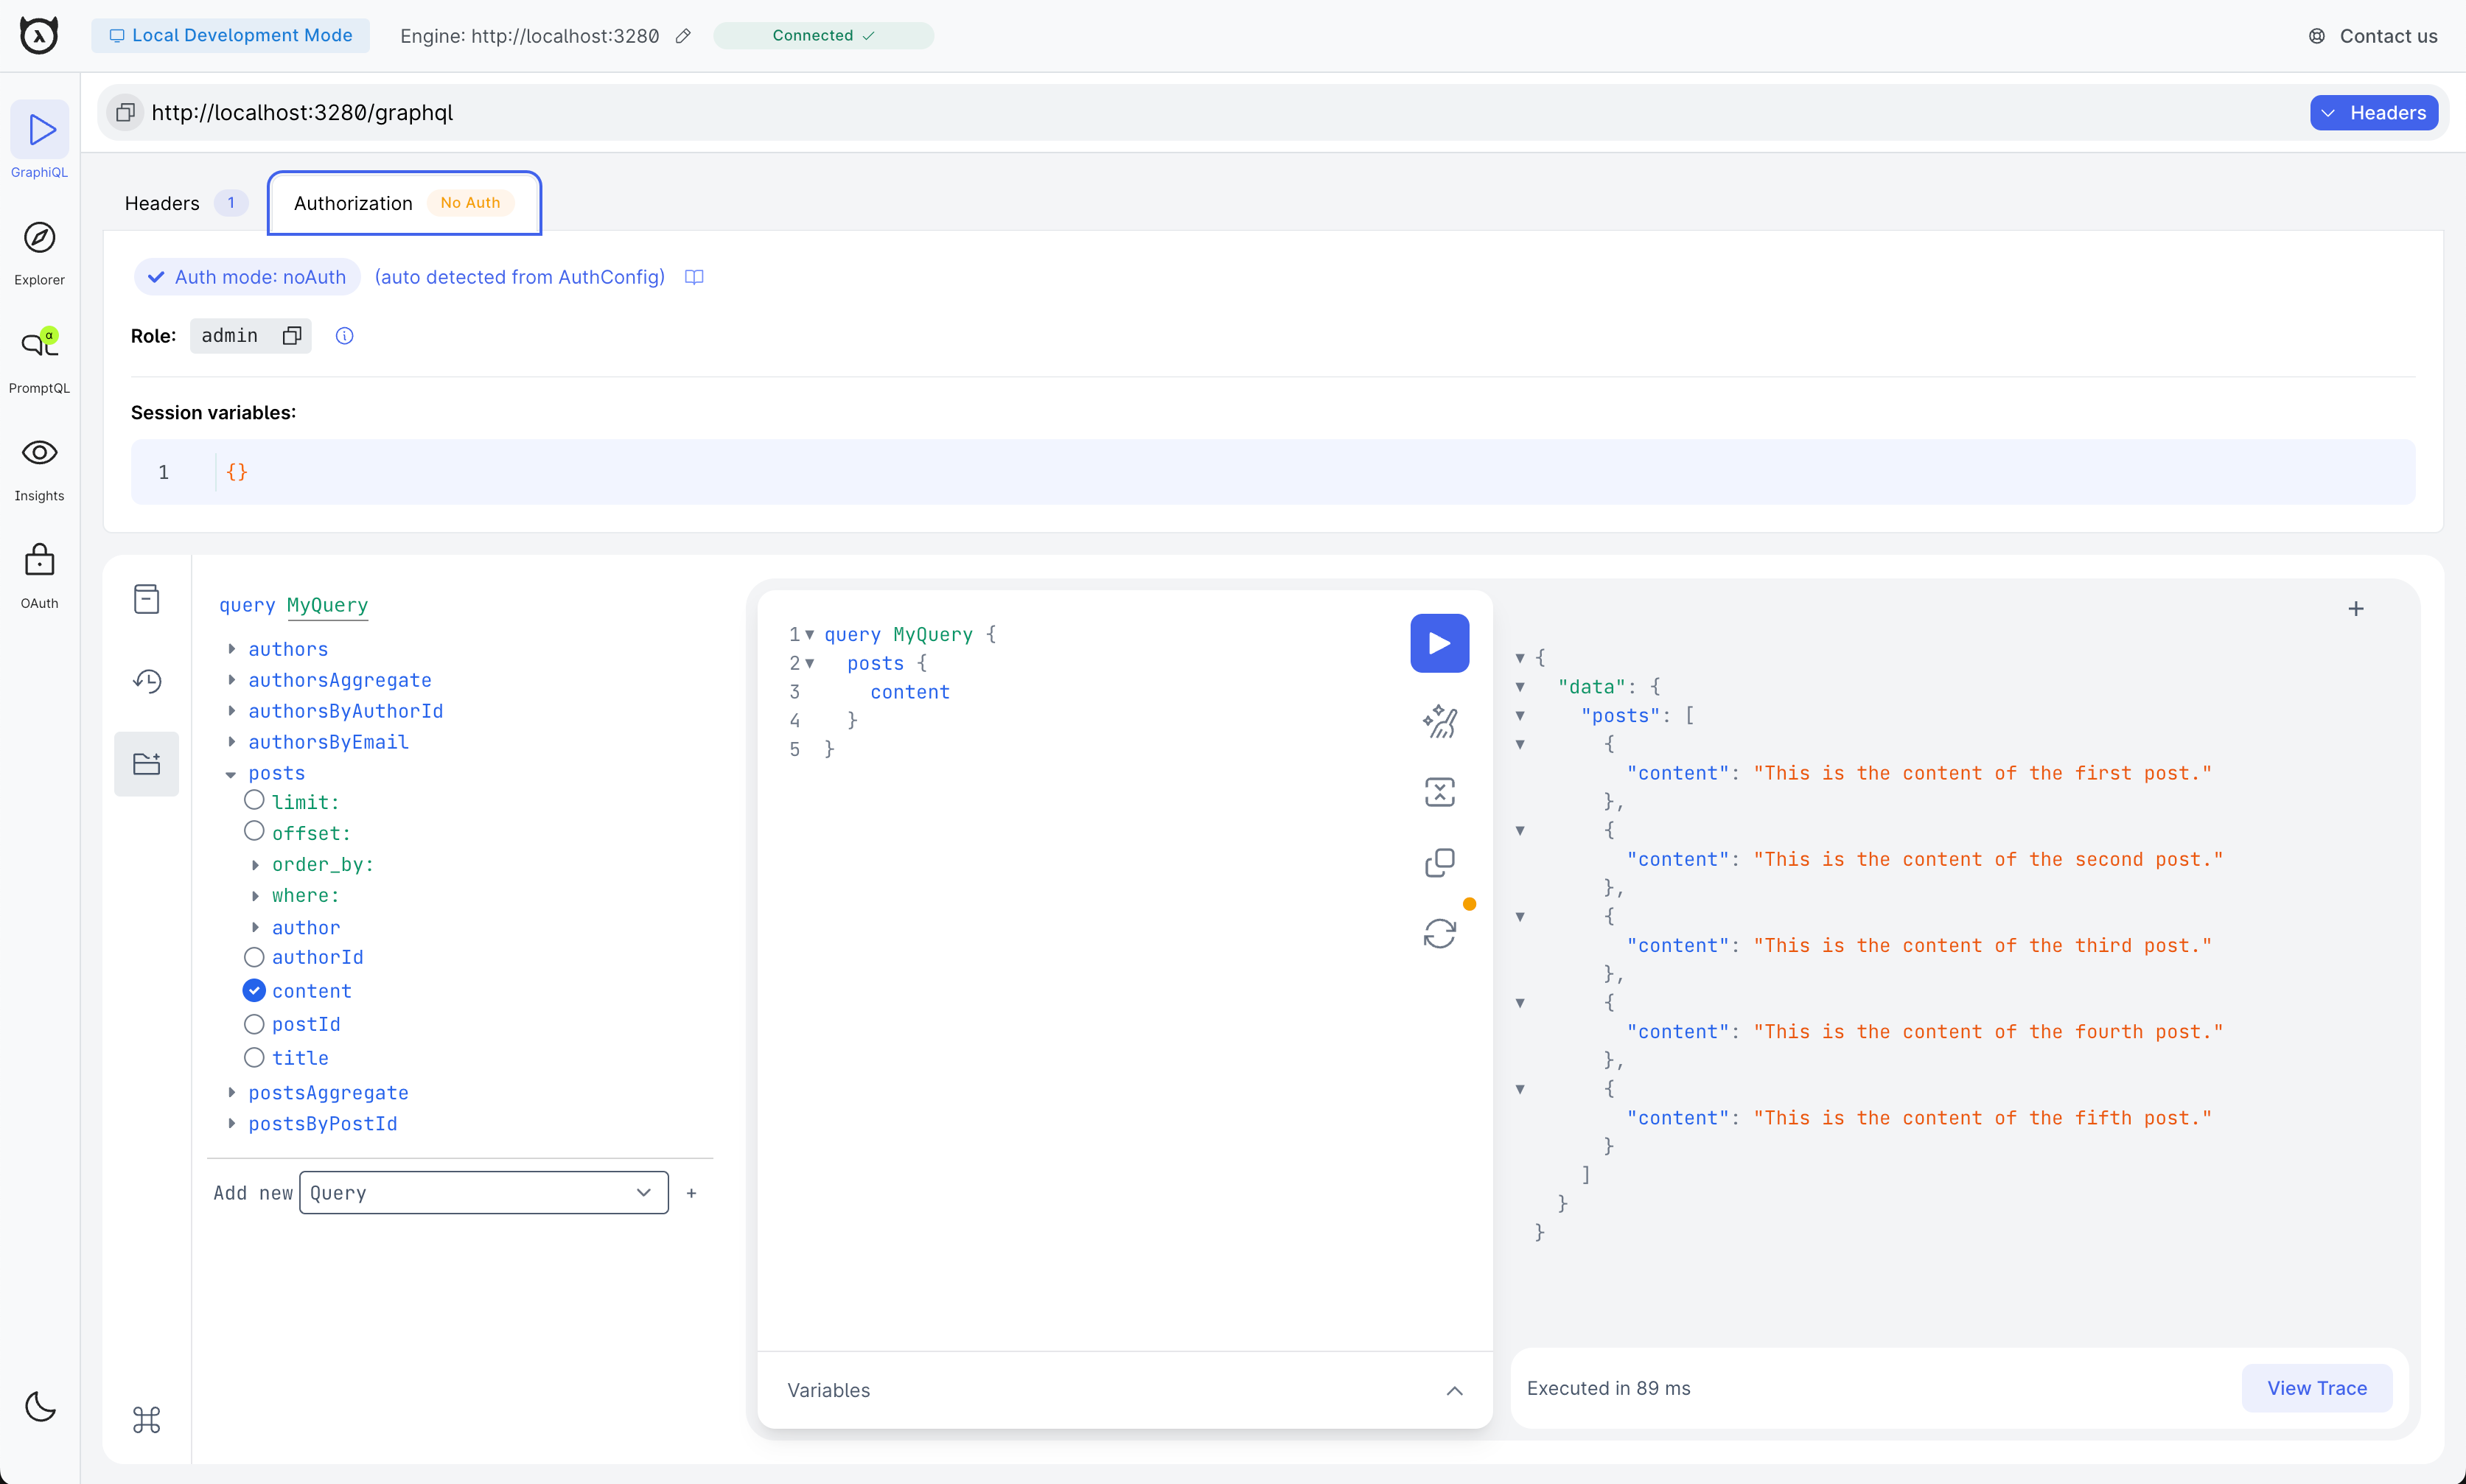 Local Development Mode
Engine: http://localhost:3280
Connected
Contact us
http://localhost:3280/graphql
Headers
GraphiQL
Headers 1
Authorization No Auth
Explorer
Auth mode: noAuth (auto detected from AuthConfig)
α
PromptQL
Role: admin
Session variables:
1 {}
Insights
OAuth
query MyQuery
authors
authorsAggregate
authorsByAuthorId
authorsByEmail
posts
limit:
offset:
order_by:
where:
author
authorId
content
postId
title
postsAggregate
postsByPostId
Add new Query +
1 query MyQuery {
2 posts {
3 content
4 }
5 }
Variables
+
{
"data": {
"posts": [
{
"content": "This is the content of the first post."
},
{
"content": "This is the content of the second post."
},
{
"content": "This is the content of the third post."
},
{
"content": "This is the content of the fourth post."
},
{
"content": "This is the content of the fifth post."
}
]
}
}
Executed in 89 ms
View Trace